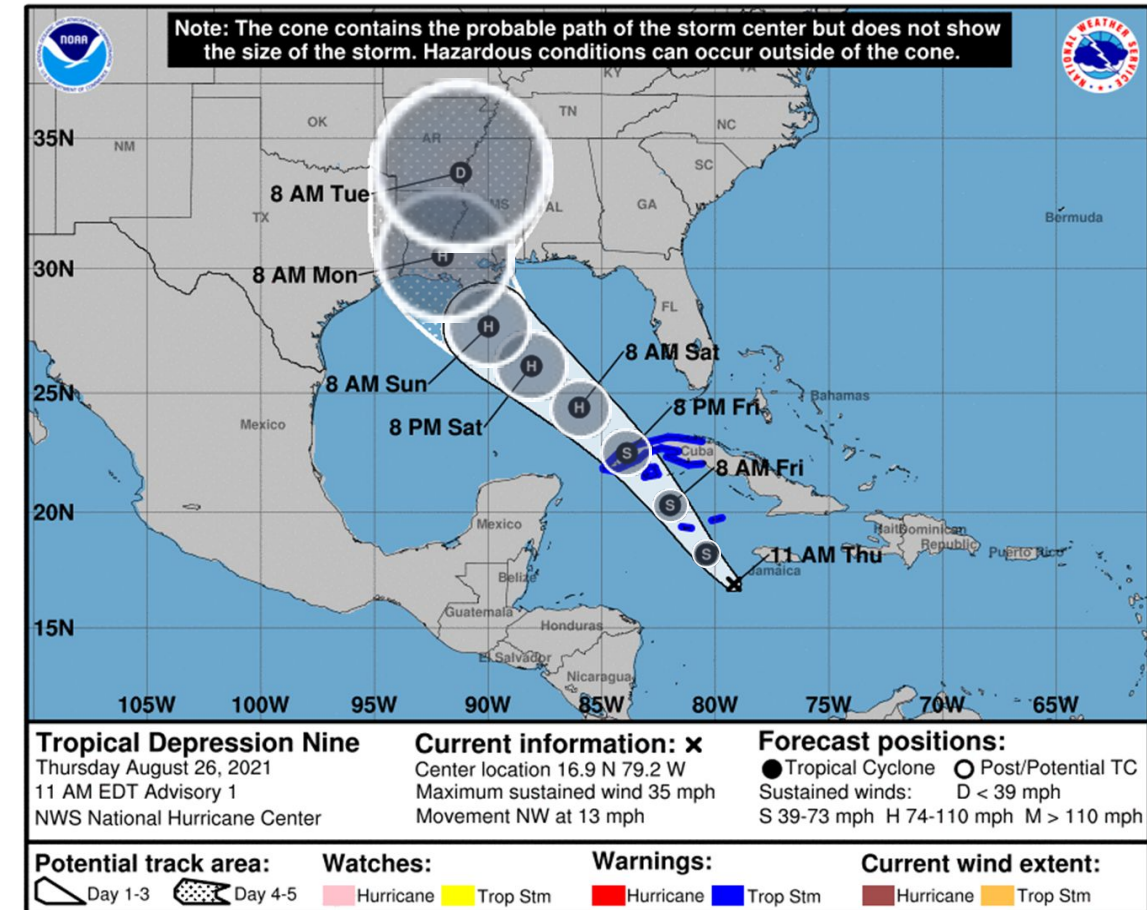 Note: The cone contains the probable path of the storm center but does not show
the size of the storm. Hazardous conditions can occur outside of the cone.
NOAA
NATIONAL WEATHER SERVICE
KY
OK
TN
NC
35N
NM
AR
SC
8 AM Tue
D
MS
AL
GA
TX
Bermuda
H
30N
8 AM Mon
FL
H
8 AM Sat
H
8 AM Sun
25N
H
Bahamas
8 PM Fri
Mexico
8 PM Sat
S
Cuba
8 AM Fri
S
20N
Mexico
Haiti
Dominican
Republic
Puerto Rico
S
11 AM Thu
Jamaica
Belize
Guatemala
15N
Honduras
El Salvador
Nicaragua
105W 100W 95W 90W 85W 80W 75W 70W 65W
Tropical Depression Nine
Thursday August 26, 2021
11 AM EDT Advisory 1
NWS National Hurricane Center
Current information: x
Center location 16.9 N 79.2 W
Maximum sustained wind 35 mph
Movement NW at 13 mph
Forecast positions:
Tropical Cyclone Post/Potential TC
Sustained winds: D < 39 mph
S 39-73 mph H 74-110 mph M > 110 mph
Potential track area:
Day 1-3 Day 4-5
Watches:
Hurricane Trop Stm
Warnings:
Hurricane Trop Stm
Current wind extent:
Hurricane Trop Stm